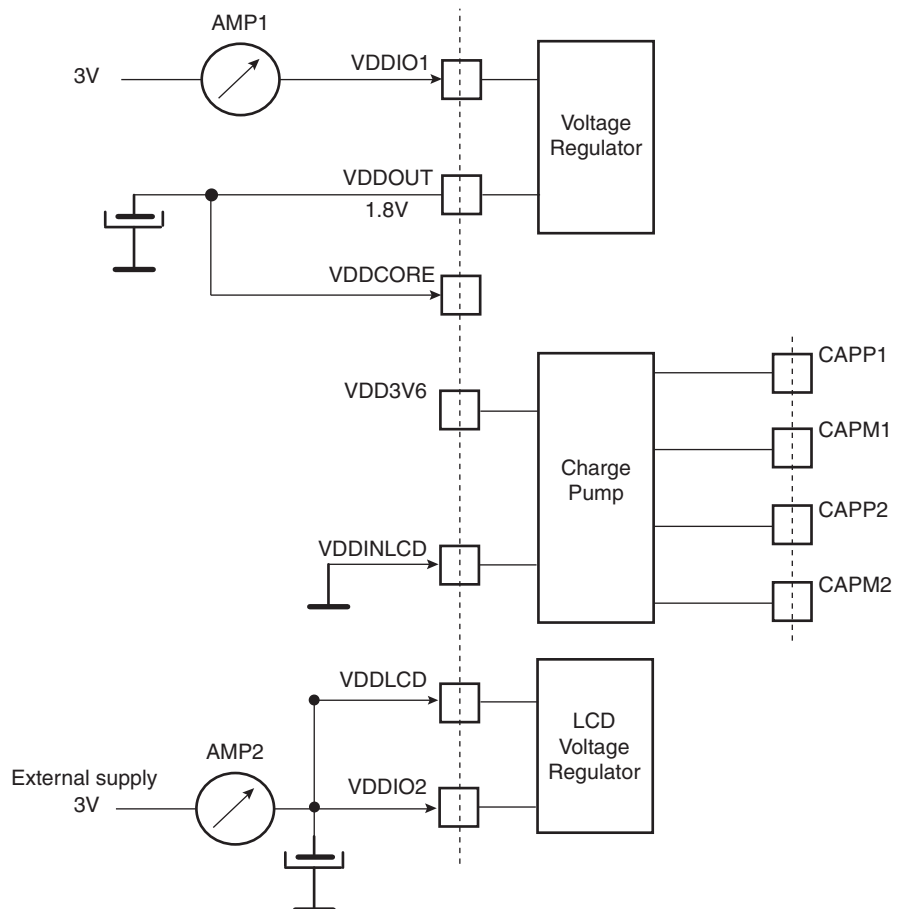 AMP1
3V
VDDIO1
Voltage
Regulator
VDDOUT
1.8V
VDDCORE
VDD3V6
Charge
Pump
CAPP1
CAPM1
CAPP2
CAPM2
VDDINLCD
VDDLCD
LCD
Voltage
Regulator
AMP2
External supply
3V
VDDIO2